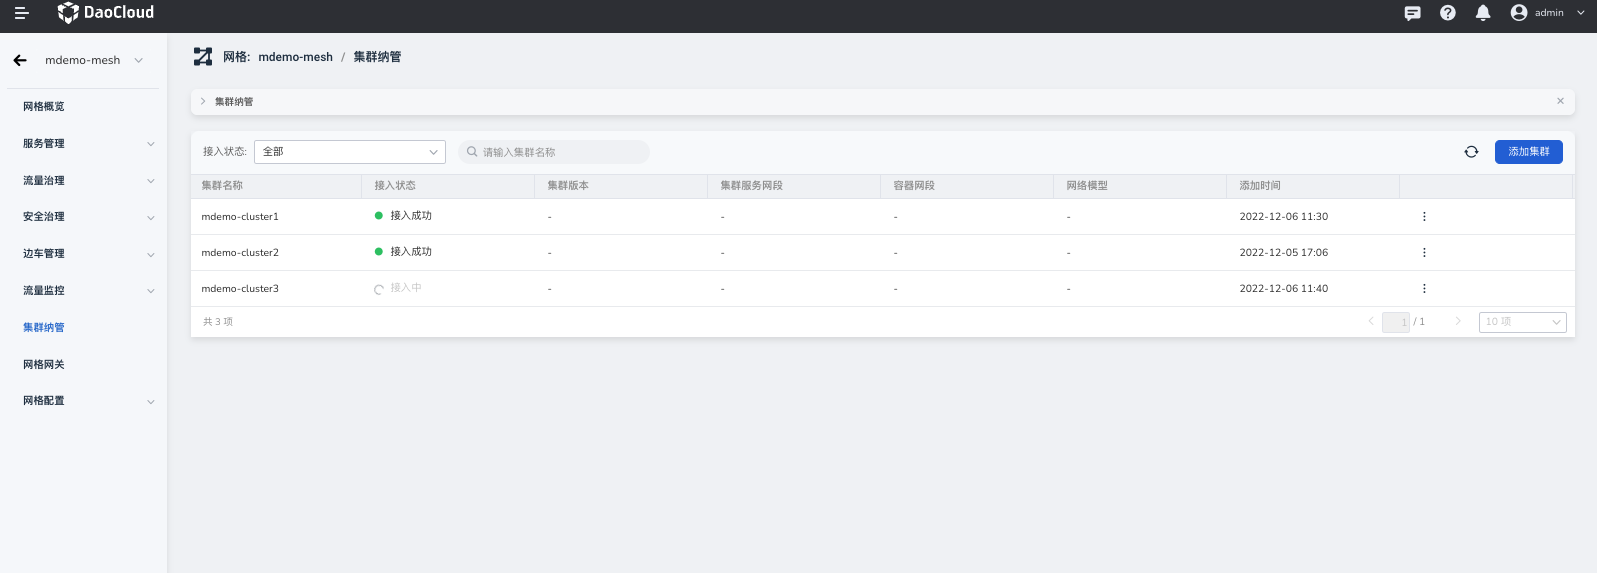 DaoCloud
admin
mdemo-mesh
网格概览
服务管理
流量治理
安全治理
边车管理
流量监控
集群纳管
网格网关
网格配置
网格: mdemo-mesh / 集群纳管
集群纳管
接入状态: 全部 请输入集群名称 添加集群
集群名称 接入状态 集群版本 集群服务网段 容器网段 网络模型 添加时间
mdemo-cluster1 接入成功 - - - - 2022-12-06 11:30
mdemo-cluster2 接入成功 - - - - 2022-12-05 17:06
mdemo-cluster3 接入中 - - - - 2022-12-06 11:40
共 3 项 1 / 1 10 项